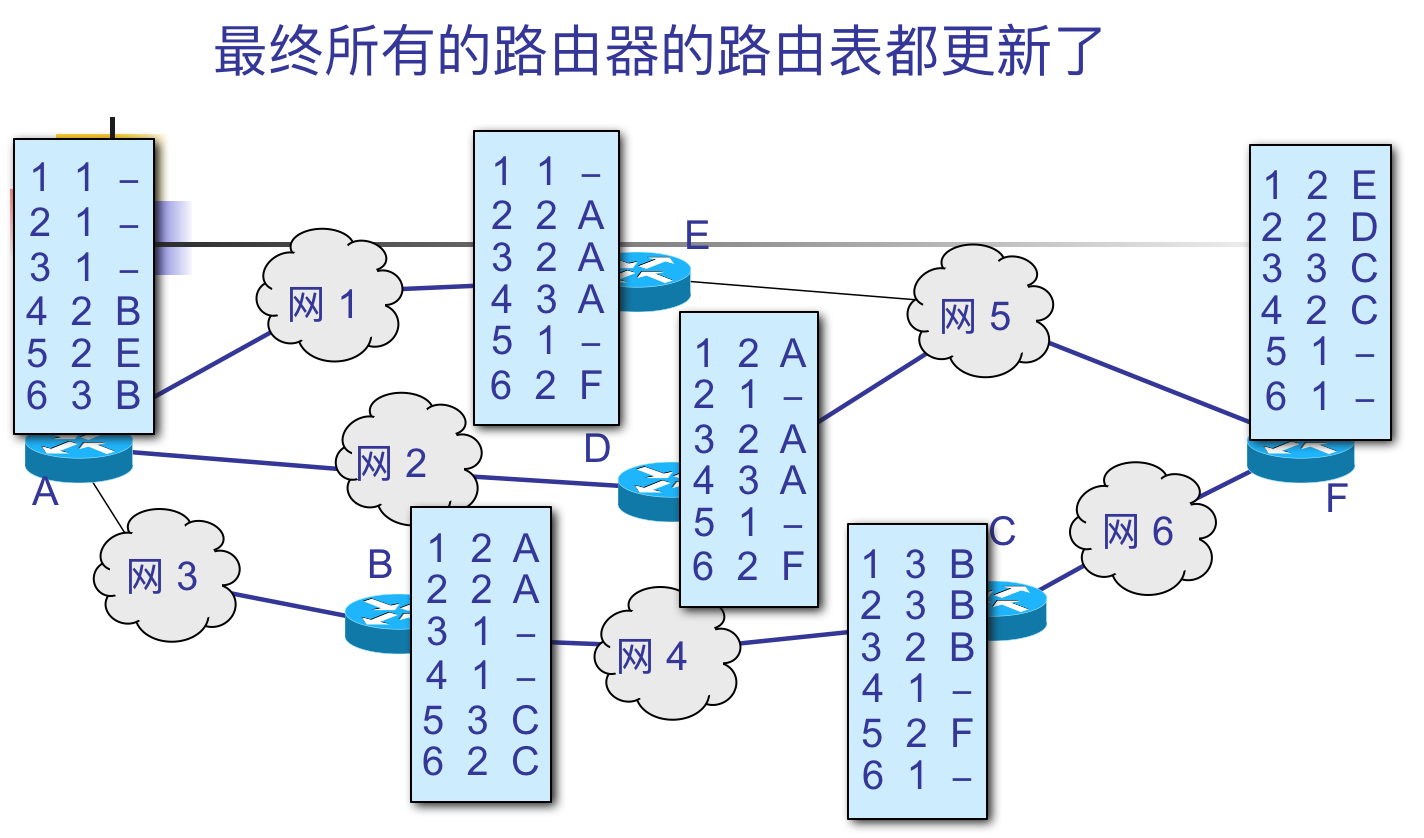 最终所有的路由器的路由表都更新了
1 1 –
2 1 –
3 1 –
4 2 B
5 2 E
6 3 B
A
网 1
1 1 –
2 2 A
3 2 A
4 3 A
5 1 –
6 2 F
E
网 5
1 2 E
2 2 D
3 3 C
4 2 C
5 1 –
6 1 –
F
网 2
D
1 2 A
2 1 –
3 2 A
4 3 A
5 1 –
6 2 F
网 3
B
1 2 A
2 2 A
3 1 –
4 1 –
5 3 C
6 2 C
网 4
1 3 B
2 3 B
3 2 B
4 1 –
5 2 F
6 1 –
C
网 6